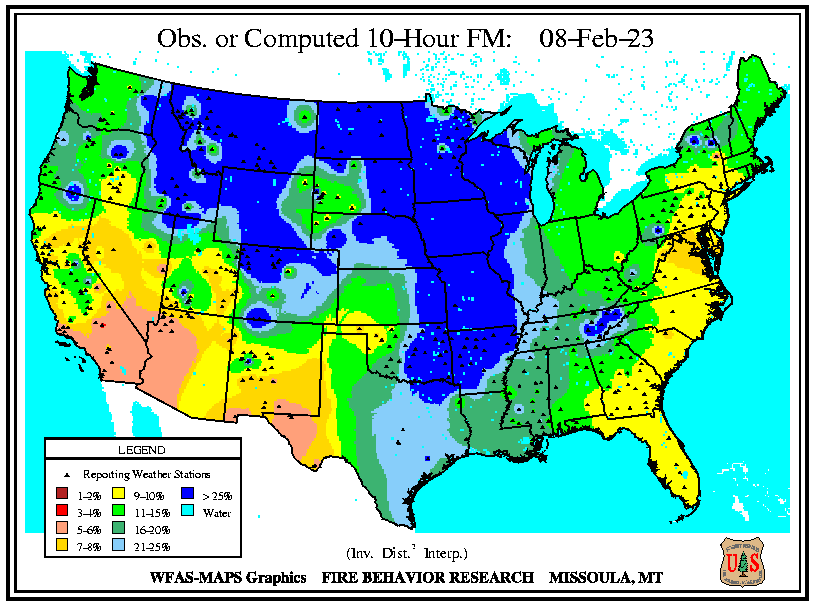 Obs. or Computed 10-Hour FM: 08-Feb-23
LEGEND
Reporting Weather Stations
1-2%
3-4%
5-6%
7-8%
9-10%
11-15%
16-20%
21-25%
> 25%
Water
(Inv. Dist.² Interp.)
WFAS-MAPS Graphics FIRE BEHAVIOR RESEARCH MISSOULA, MT
U S